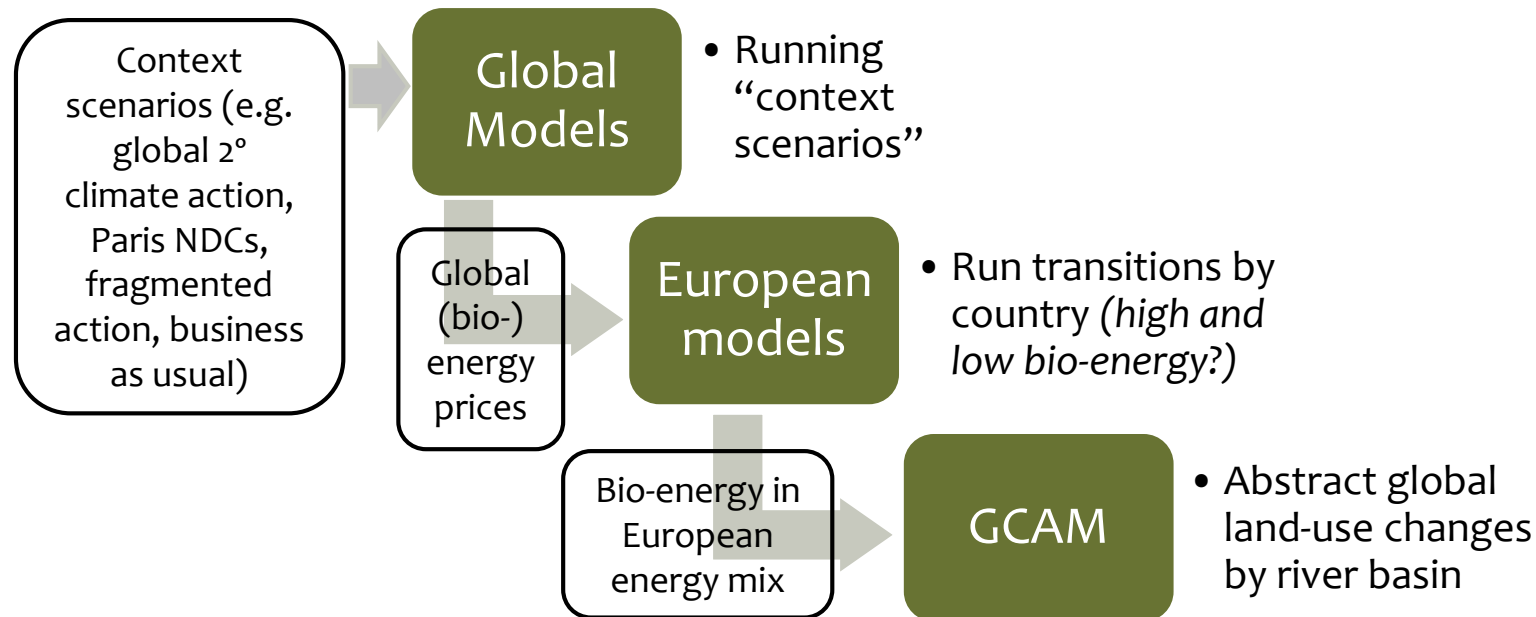 Context
scenarios (e.g.
global 2°
climate action,
Paris NDCs,
fragmented
action, business
as usual)
Global
Models
• Running
“context
scenarios”
Global
(bio-)
energy
prices
European
models
• Run transitions by
country (high and
low bio-energy?)
Bio-energy in
European
energy mix
GCAM
• Abstract global
land-use changes
by river basin